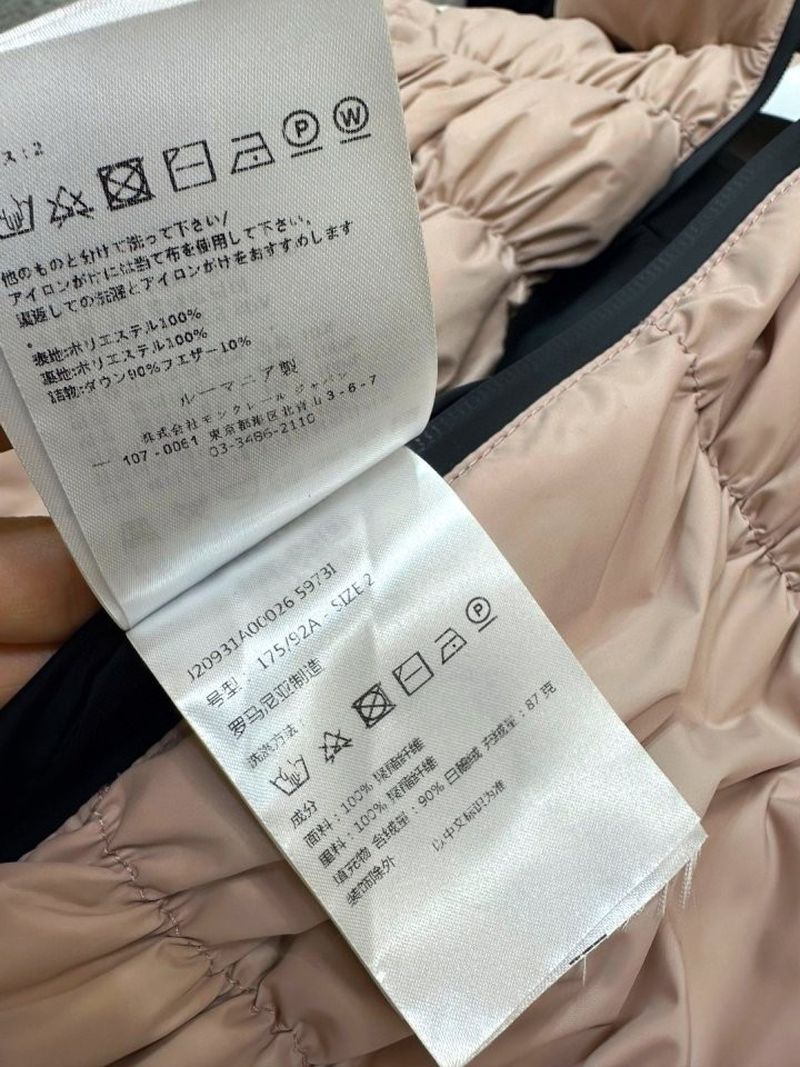 ス:2
P
W
他のものと分けて洗って下さい/
アイロンがけには当て布を使用して下さい。
裏返しての洗濯とアイロンがけをおすすめします
表地:ポリエステル100%
裏地:ポリエステル100%
詰物:ダウン90%フェザー10%
ルーマニア製
株式会社モンクレール ジャパン
107-0061 東京都港区北青山3-6-7
03-3486-2110
J20931A00026 59731
号型: 175/92A - SIZE 2
罗马尼亚制造
洗涤方法:
P
成分
面料: 100% 聚酯纤维
里料: 100% 聚酯纤维
填充物 含绒量: 90% 白鹅绒 充绒量: 87 克
装饰除外 以中文标识为准